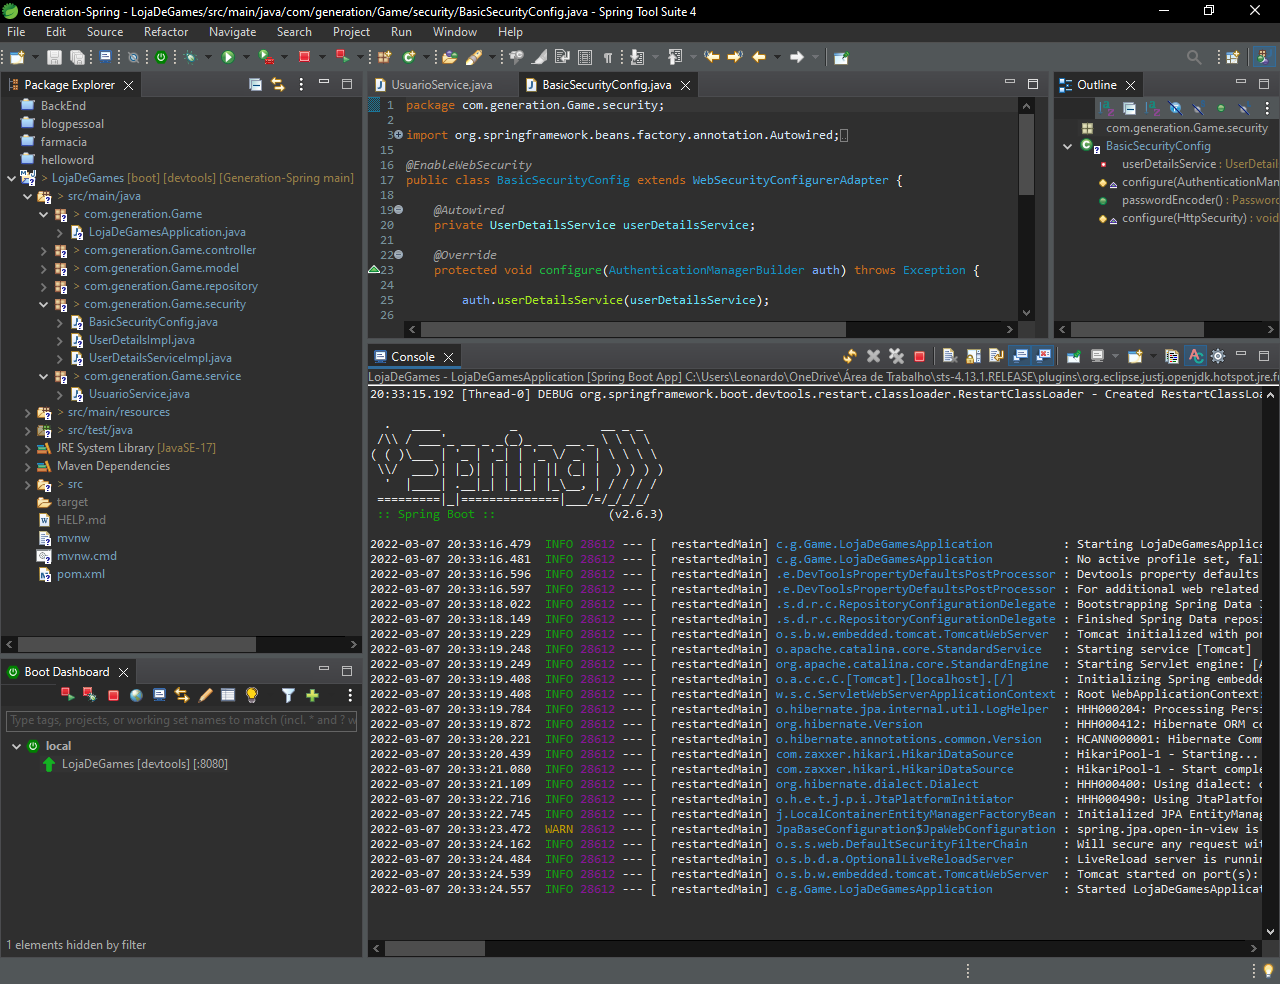 Generation-Spring - LojaDeGames/src/main/java/com/generation/Game/security/BasicSecurityConfig.java - Spring Tool Suite 4
File Edit Source Refactor Navigate Search Project Run Window Help
Package Explorer
BackEnd
blogpessoal
farmacia
helloword
> LojaDeGames [boot] [devtools] [Generation-Spring main]
> src/main/java
> com.generation.Game
LojaDeGamesApplication.java
> com.generation.Game.controller
> com.generation.Game.model
> com.generation.Game.repository
> com.generation.Game.security
BasicSecurityConfig.java
UserDetailsImpl.java
UserDetailsServiceImpl.java
> com.generation.Game.service
UsuarioService.java
> src/main/resources
> src/test/java
JRE System Library [JavaSE-17]
Maven Dependencies
> src
target
HELP.md
mvnw
mvnw.cmd
pom.xml
Boot Dashboard
Type tags, projects, or working set names to match (incl. * and ? w
local
LojaDeGames [devtools] [:8080]
1 elements hidden by filter
UsuarioService.java BasicSecurityConfig.java
1 package com.generation.Game.security;
2
3 import org.springframework.beans.factory.annotation.Autowired;
15
16 @EnableWebSecurity
17 public class BasicSecurityConfig extends WebSecurityConfigurerAdapter {
18
19 @Autowired
20 private UserDetailsService userDetailsService;
21
22 @Override
23 protected void configure(AuthenticationManagerBuilder auth) throws Exception {
24
25 auth.userDetailsService(userDetailsService);
26
Outline
com.generation.Game.security
BasicSecurityConfig
userDetailsService : UserDetail
configure(AuthenticationMan
passwordEncoder() : Passwor
configure(HttpSecurity) : void
Console
LojaDeGames - LojaDeGamesApplication [Spring Boot App] C:\Users\Leonardo\OneDrive\Área de Trabalho\sts-4.13.1.RELEASE\plugins\org.eclipse.justj.openjdk.hotspot.jre.fu
20:33:15.192 [Thread-0] DEBUG org.springframework.boot.devtools.restart.classloader.RestartClassLoader - Created RestartClassLoa
Spring
:: Spring Boot :: (v2.6.3)
2022-03-07 20:33:16.479 INFO 28612 --- [ restartedMain] c.g.Game.LojaDeGamesApplication : Starting LojaDeGamesApplica
2022-03-07 20:33:16.481 INFO 28612 --- [ restartedMain] c.g.Game.LojaDeGamesApplication : No active profile set, fal
2022-03-07 20:33:16.596 INFO 28612 --- [ restartedMain] .e.DevToolsPropertyDefaultsPostProcessor : Devtools property defaults
2022-03-07 20:33:16.597 INFO 28612 --- [ restartedMain] .e.DevToolsPropertyDefaultsPostProcessor : For additional web related
2022-03-07 20:33:18.022 INFO 28612 --- [ restartedMain] .s.d.r.c.RepositoryConfigurationDelegate : Bootstrapping Spring Data J
2022-03-07 20:33:18.149 INFO 28612 --- [ restartedMain] .s.d.r.c.RepositoryConfigurationDelegate : Finished Spring Data reposi
2022-03-07 20:33:19.229 INFO 28612 --- [ restartedMain] o.s.b.w.embedded.tomcat.TomcatWebServer : Tomcat initialized with por
2022-03-07 20:33:19.248 INFO 28612 --- [ restartedMain] o.apache.catalina.core.StandardService : Starting service [Tomcat]
2022-03-07 20:33:19.249 INFO 28612 --- [ restartedMain] org.apache.catalina.core.StandardEngine : Starting Servlet engine: [A
2022-03-07 20:33:19.408 INFO 28612 --- [ restartedMain] o.a.c.c.C.[Tomcat].[localhost].[/] : Initializing Spring embedde
2022-03-07 20:33:19.408 INFO 28612 --- [ restartedMain] w.s.c.ServletWebServerApplicationContext : Root WebApplicationContext:
2022-03-07 20:33:19.784 INFO 28612 --- [ restartedMain] o.hibernate.jpa.internal.util.LogHelper : HHH000204: Processing Persi
2022-03-07 20:33:19.872 INFO 28612 --- [ restartedMain] org.hibernate.Version : HHH000412: Hibernate ORM co
2022-03-07 20:33:20.221 INFO 28612 --- [ restartedMain] o.hibernate.annotations.common.Version : HCANN000001: Hibernate Comm
2022-03-07 20:33:20.439 INFO 28612 --- [ restartedMain] com.zaxxer.hikari.HikariDataSource : HikariPool-1 - Starting...
2022-03-07 20:33:21.080 INFO 28612 --- [ restartedMain] com.zaxxer.hikari.HikariDataSource : HikariPool-1 - Start comple
2022-03-07 20:33:21.109 INFO 28612 --- [ restartedMain] org.hibernate.dialect.Dialect : HHH000400: Using dialect: o
2022-03-07 20:33:22.716 INFO 28612 --- [ restartedMain] o.h.e.t.j.p.i.JtaPlatformInitiator : HHH000490: Using JtaPlatfor
2022-03-07 20:33:22.745 INFO 28612 --- [ restartedMain] j.LocalContainerEntityManagerFactoryBean : Initialized JPA EntityManag
2022-03-07 20:33:23.472 WARN 28612 --- [ restartedMain] JpaBaseConfiguration$JpaWebConfiguration : spring.jpa.open-in-view is
2022-03-07 20:33:24.162 INFO 28612 --- [ restartedMain] o.s.s.web.DefaultSecurityFilterChain : Will secure any request wit
2022-03-07 20:33:24.484 INFO 28612 --- [ restartedMain] o.s.b.d.a.OptionalLiveReloadServer : LiveReload server is runnin
2022-03-07 20:33:24.539 INFO 28612 --- [ restartedMain] o.s.b.w.embedded.tomcat.TomcatWebServer : Tomcat started on port(s):
2022-03-07 20:33:24.557 INFO 28612 --- [ restartedMain] c.g.Game.LojaDeGamesApplication : Started LojaDeGamesApplicat